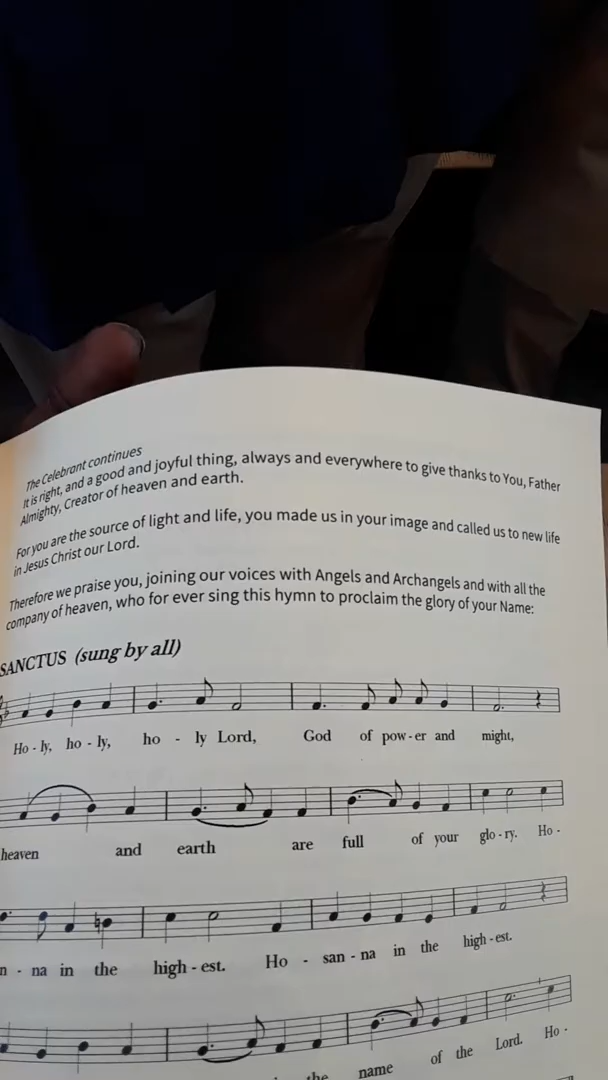 The Celebrant continues
It is right, and a good and joyful thing, always and everywhere to give thanks to You, Father
Almighty, Creator of heaven and earth.
For you are the source of light and life, you made us in your image and called us to new life
in Jesus Christ our Lord.
Therefore we praise you, joining our voices with Angels and Archangels and with all the
company of heaven, who for ever sing this hymn to proclaim the glory of your Name:
SANCTUS (sung by all)
Ho - ly, ho - ly, ho - ly Lord, God of pow - er and might,
heaven and earth are full of your glo - ry. Ho -
n - na in the high - est. Ho - san - na in the high - est.
the name of the Lord. Ho -